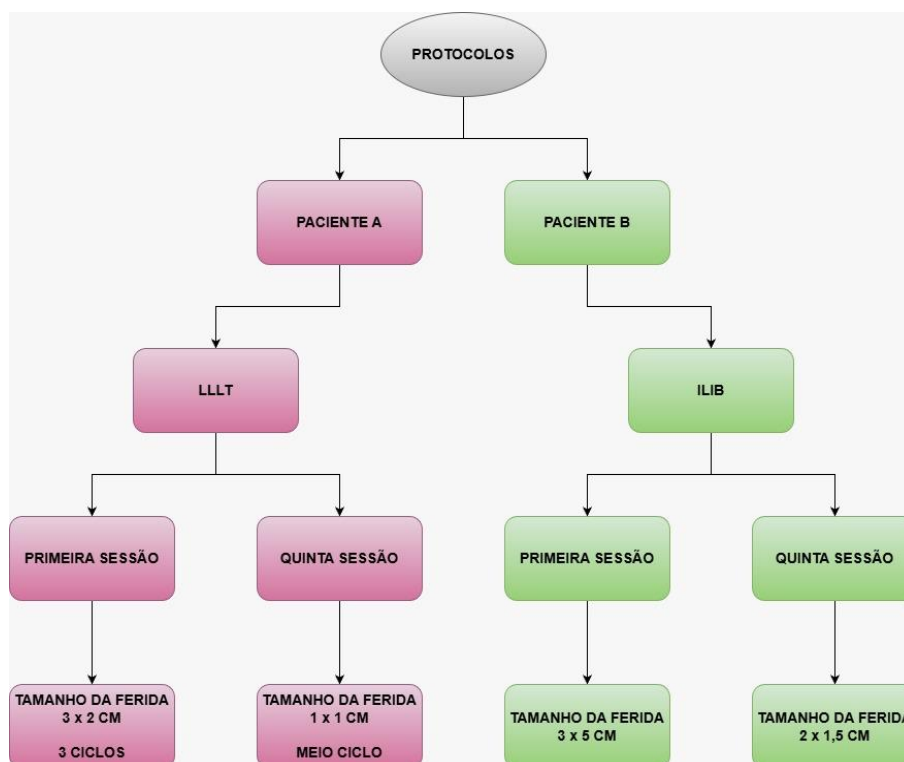 PROTOCOLOS
PACIENTE A
PACIENTE B
LLLT
ILIB
PRIMEIRA SESSÃO
QUINTA SESSÃO
PRIMEIRA SESSÃO
QUINTA SESSÃO
TAMANHO DA FERIDA
3 x 2 CM
3 CICLOS
TAMANHO DA FERIDA
1 x 1 CM
MEIO CICLO
TAMANHO DA FERIDA
3 x 5 CM
TAMANHO DA FERIDA
2 x 1,5 CM